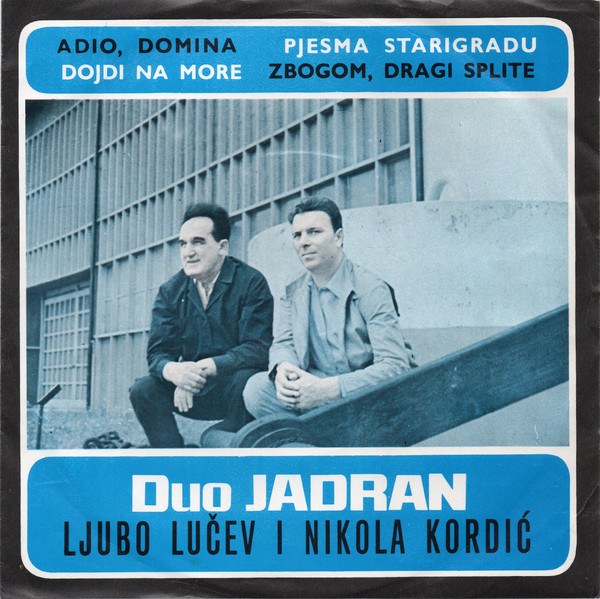 ADIO, DOMINA PJESMA STARIGRADU
DOJDI NA MORE ZBOGOM, DRAGI SPLITE
Duo JADRAN
LJUBO LUČEV I NIKOLA KORDIĆ